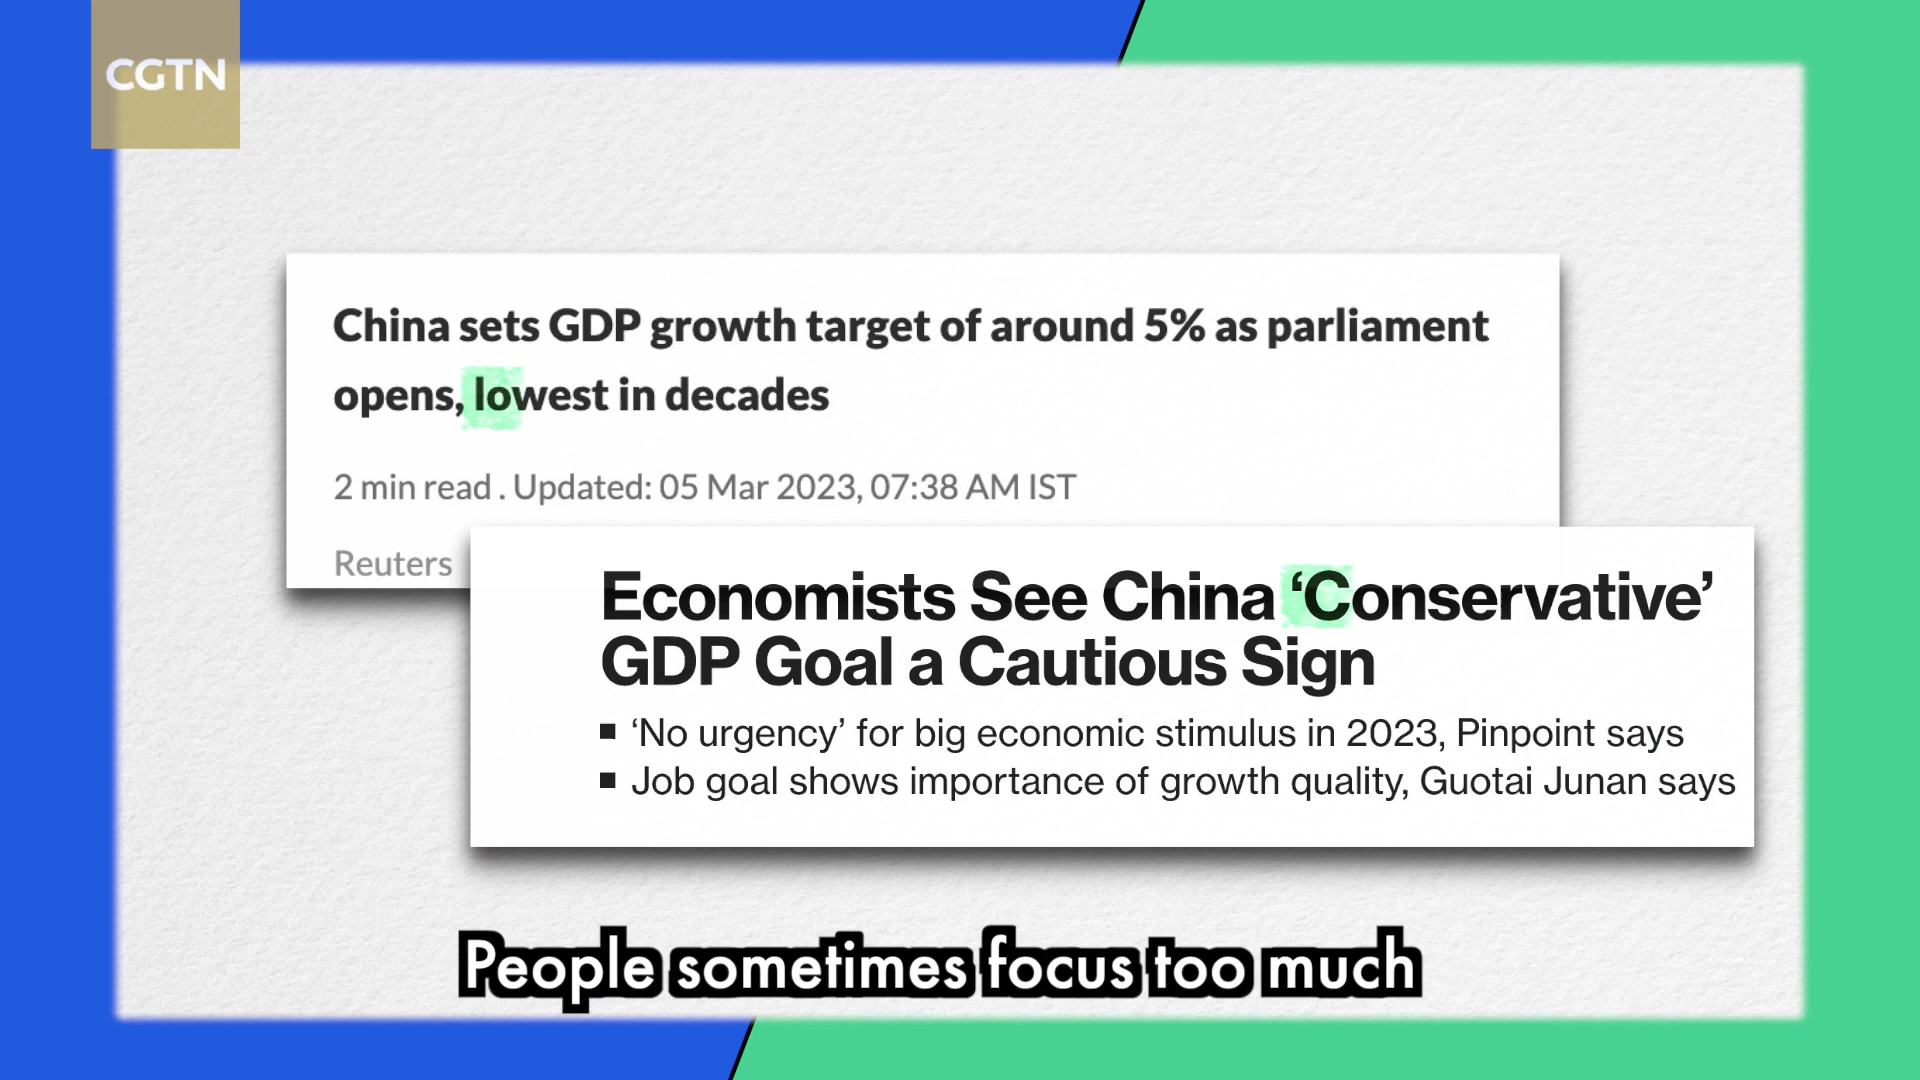 CGTN
China sets GDP growth target of around 5% as parliament
opens, lowest in decades
2 min read . Updated: 05 Mar 2023, 07:38 AM IST
Reuters
Economists See China ‘Conservative’
GDP Goal a Cautious Sign
▪ ‘No urgency’ for big economic stimulus in 2023, Pinpoint says
▪ Job goal shows importance of growth quality, Guotai Junan says
People sometimes focus too much